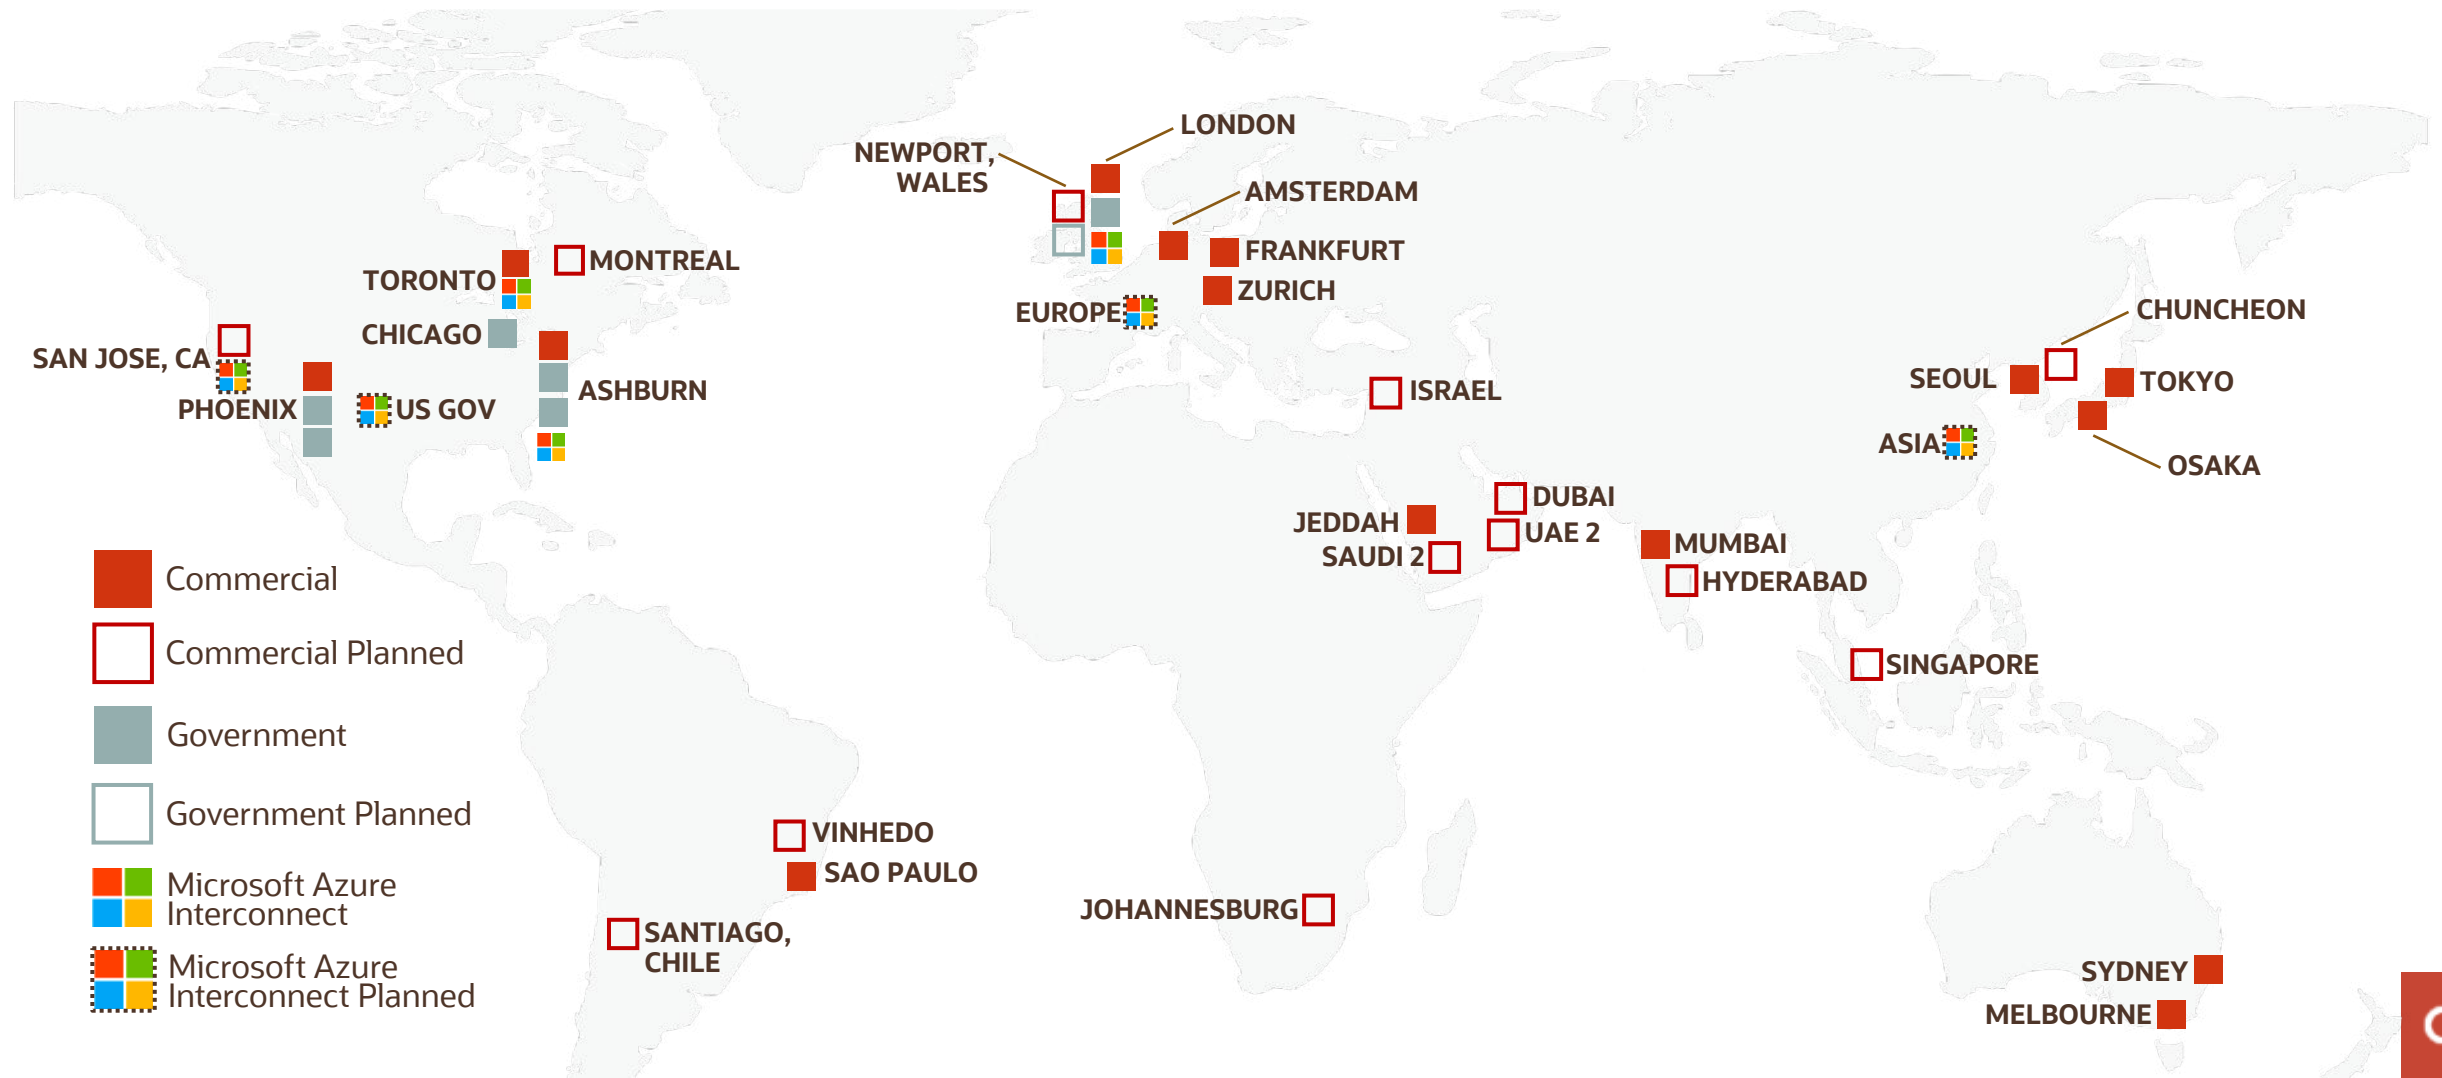 LONDON
NEWPORT,
WALES
AMSTERDAM
FRANKFURT
ZURICH
EUROPE
MONTREAL
TORONTO
CHICAGO
SAN JOSE, CA
PHOENIX
US GOV
ASHBURN
ISRAEL
CHUNCHEON
SEOUL
TOKYO
ASIA
OSAKA
DUBAI
JEDDAH
UAE 2
SAUDI 2
MUMBAI
HYDERABAD
SINGAPORE
VINHEDO
SAO PAULO
SANTIAGO,
CHILE
JOHANNESBURG
SYDNEY
MELBOURNE
Commercial
Commercial Planned
Government
Government Planned
Microsoft Azure
Interconnect
Microsoft Azure
Interconnect Planned